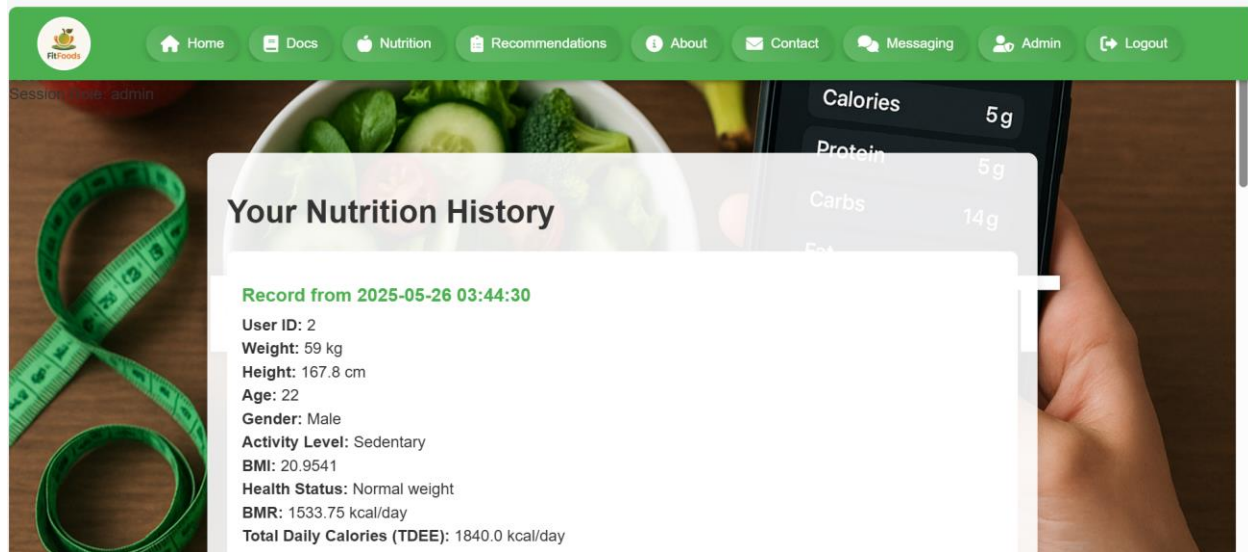 FitFoods
Home
Docs
Nutrition
Recommendations
About
Contact
Messaging
Admin
Logout
Session Role: admin
Calories 5g
Protein 5g
Carbs 14g
Fat
Your Nutrition History
Record from 2025-05-26 03:44:30
User ID: 2
Weight: 59 kg
Height: 167.8 cm
Age: 22
Gender: Male
Activity Level: Sedentary
BMI: 20.9541
Health Status: Normal weight
BMR: 1533.75 kcal/day
Total Daily Calories (TDEE): 1840.0 kcal/day